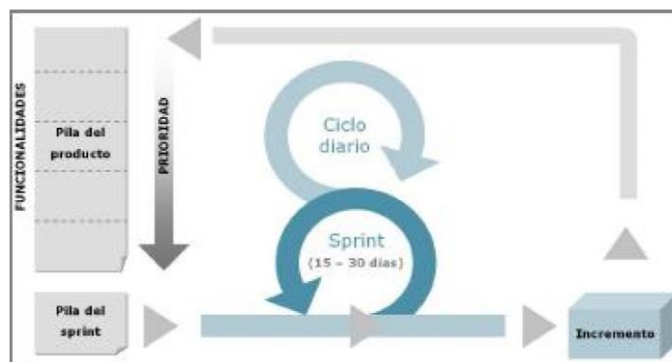 FUNCIONALIDADES
Pila del
producto
PRIORIDAD
Ciclo
diario
Sprint
(15 - 30 días)
Pila del
sprint
Incremento